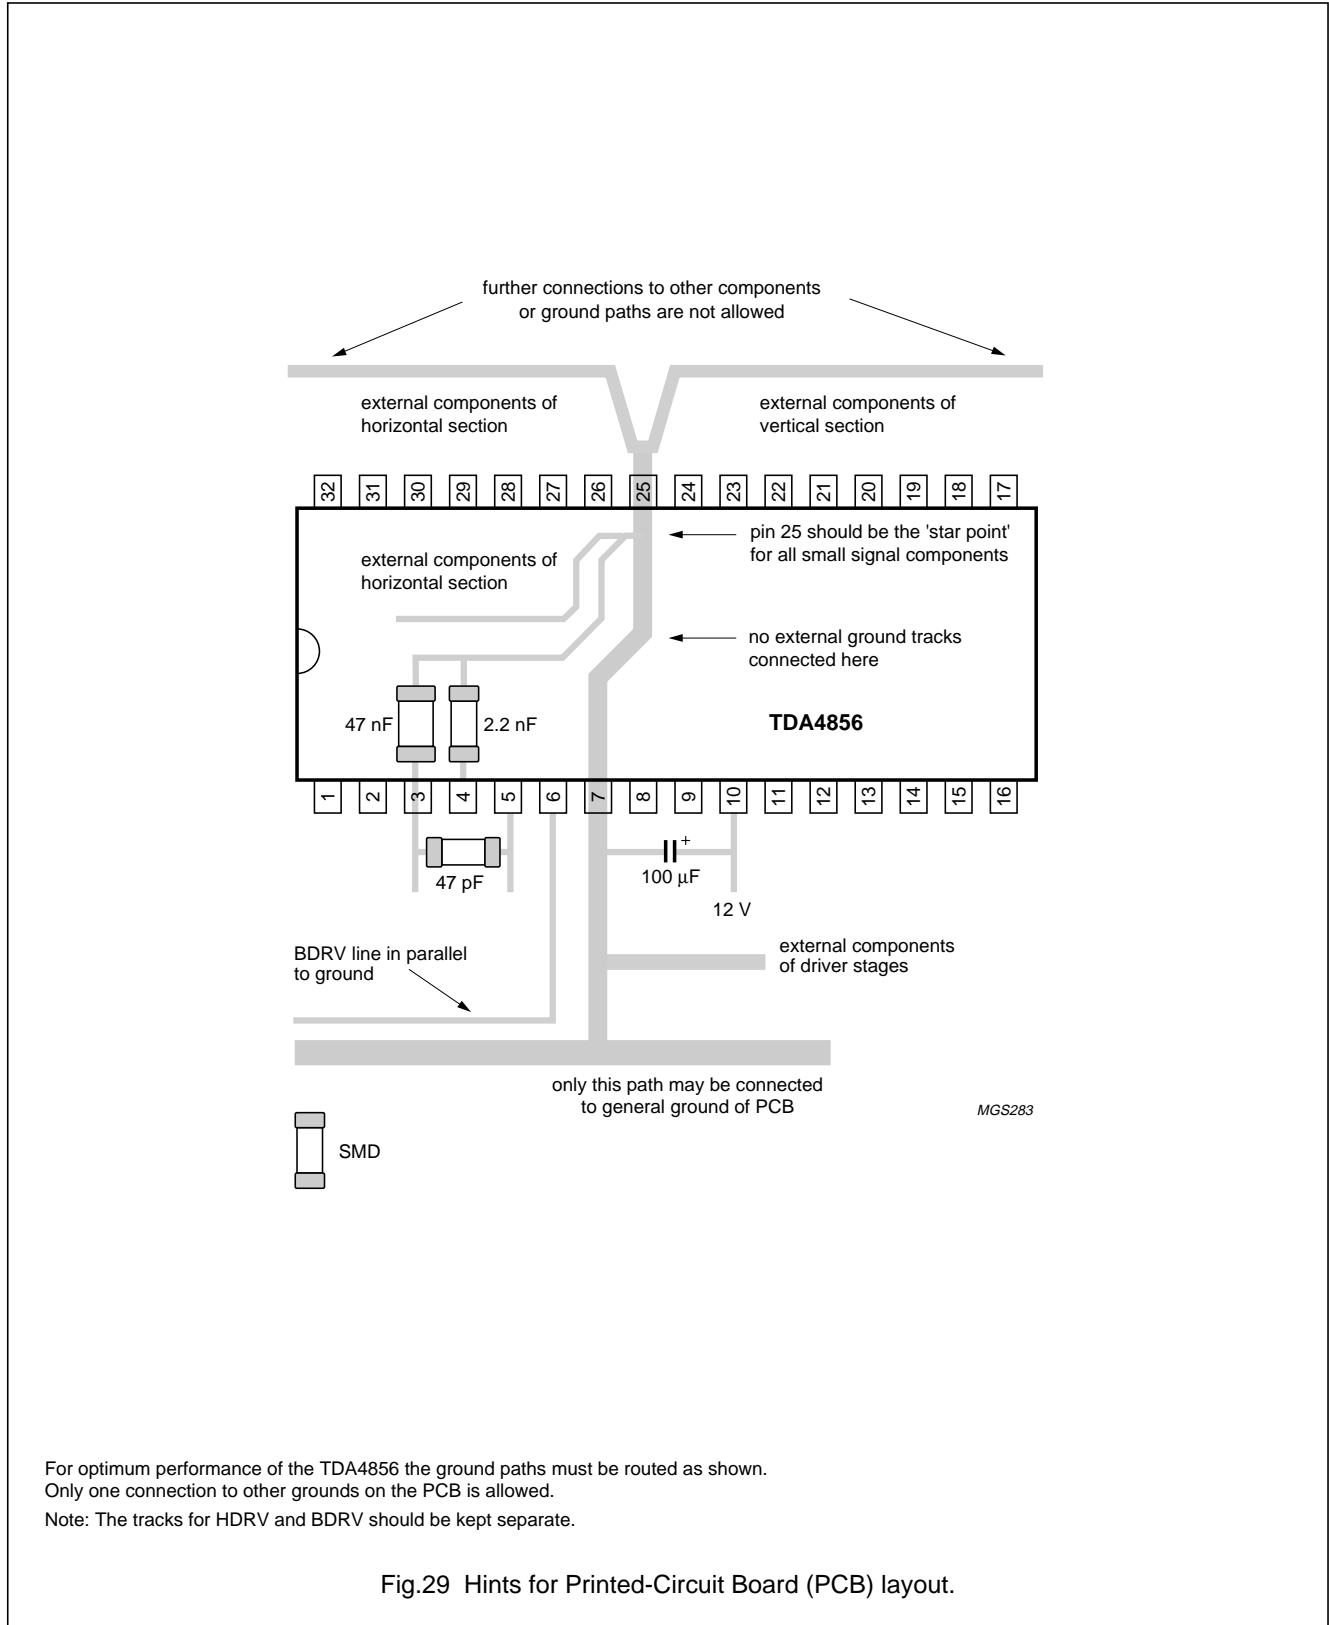 further connections to other components
or ground paths are not allowed
external components of
horizontal section
external components of
vertical section
32 31 30 29 28 27 26 25 24 23 22 21 20 19 18 17
pin 25 should be the 'star point'
for all small signal components
external components of
horizontal section
no external ground tracks
connected here
47 nF
2.2 nF
TDA4856
1 2 3 4 5 6 7 8 9 10 11 12 13 14 15 16
+
47 pF
100 μF
12 V
BDRV line in parallel
to ground
external components
of driver stages
only this path may be connected
to general ground of PCB
MGS283
SMD
For optimum performance of the TDA4856 the ground paths must be routed as shown.
Only one connection to other grounds on the PCB is allowed.
Note: The tracks for HDRV and BDRV should be kept separate.
Fig.29 Hints for Printed-Circuit Board (PCB) layout.